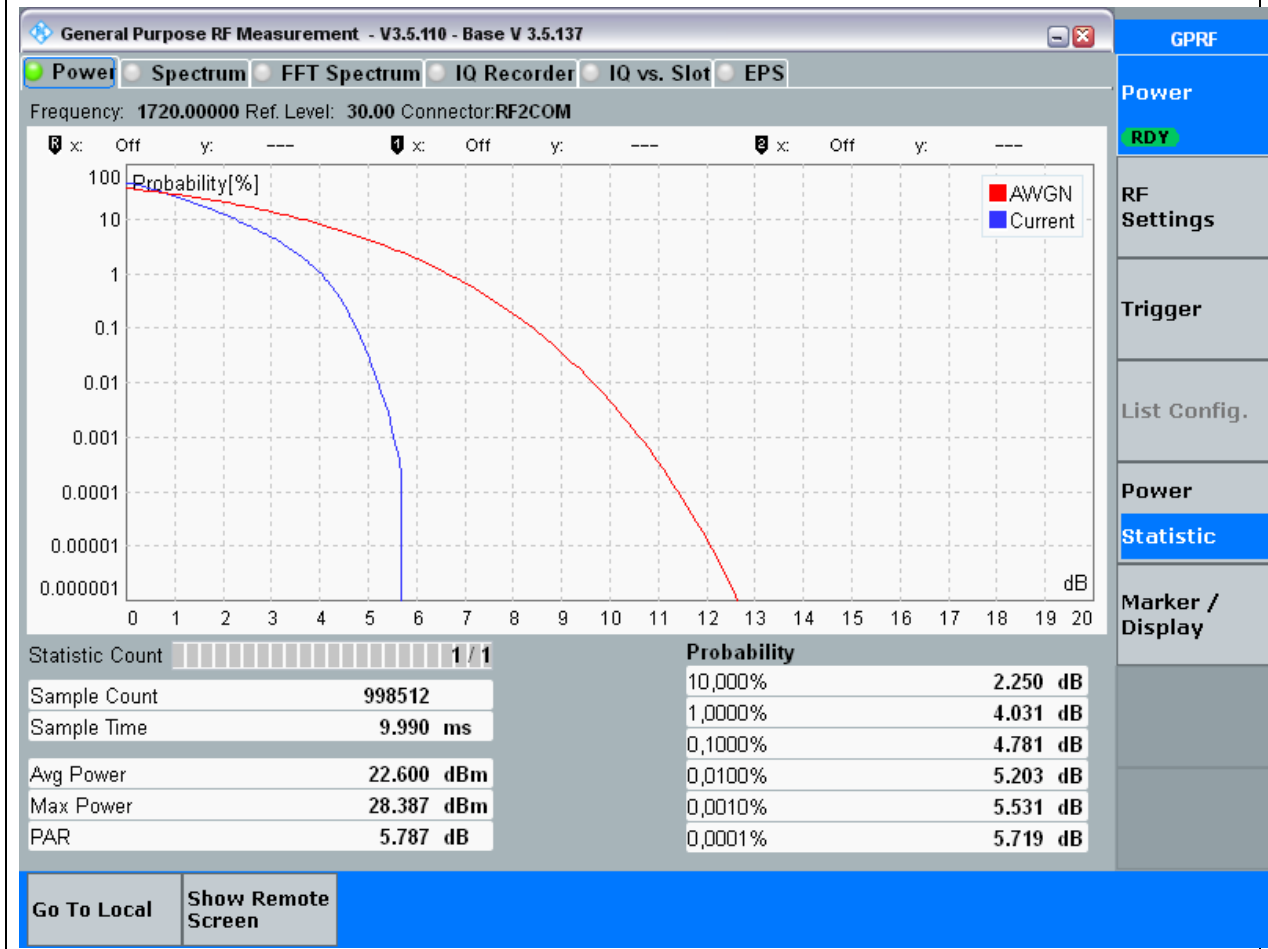 General Purpose RF Measurement - V3.5.110 - Base V 3.5.137
GPRF
Power Spectrum FFT Spectrum IQ Recorder IQ vs. Slot EPS
Frequency: 1720.00000 Ref. Level: 30.00 Connector:RF2COM
R x: Off y: --- 1 x: Off y: --- 2 x: Off y: ---
Probability[%]
AWGN
Current
100
10
1
0.1
0.01
0.001
0.0001
0.00001
0.000001
dB
0 1 2 3 4 5 6 7 8 9 10 11 12 13 14 15 16 17 18 19 20
Statistic Count 1 / 1
Sample Count 998512
Sample Time 9.990 ms
Avg Power 22.600 dBm
Max Power 28.387 dBm
PAR 5.787 dB
Probability
10,000% 2.250 dB
1,0000% 4.031 dB
0,1000% 4.781 dB
0,0100% 5.203 dB
0,0010% 5.531 dB
0,0001% 5.719 dB
Power
RDY
RF
Settings
Trigger
List Config.
Power
Statistic
Marker /
Display
Go To Local
Show Remote
Screen